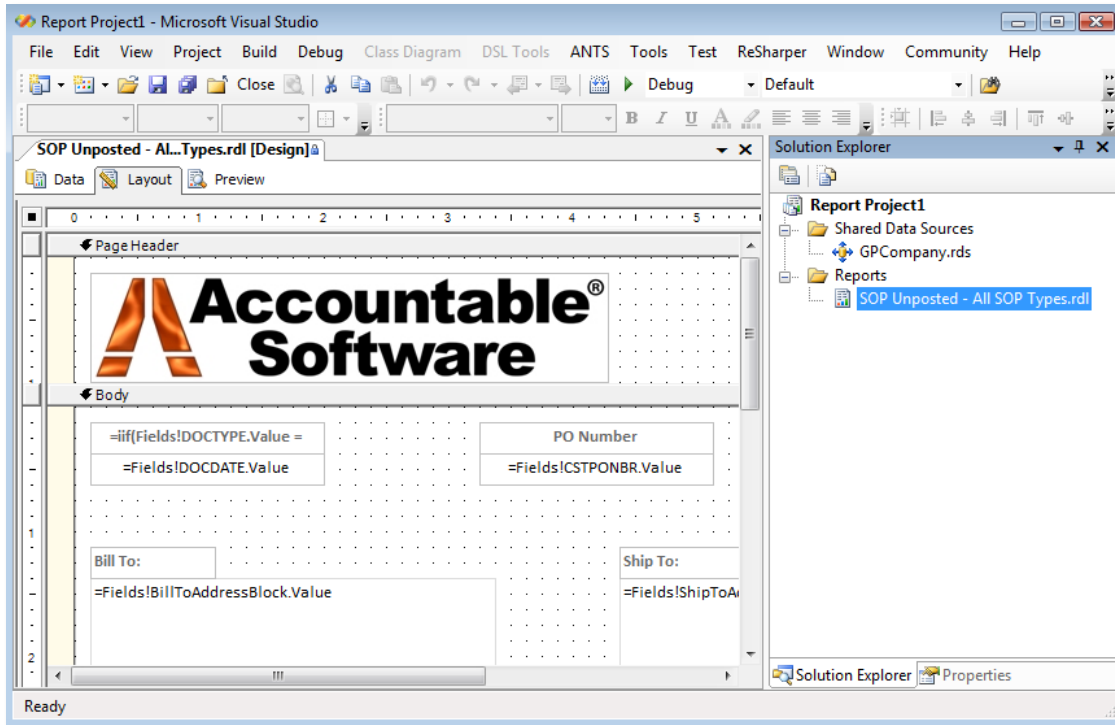 Report Project1 - Microsoft Visual Studio
File Edit View Project Build Debug Class Diagram DSL Tools ANTS Tools Test ReSharper Window Community Help
Close Debug Default
B I U A
SOP Unposted - Al...Types.rdl [Design]
Solution Explorer
Data Layout Preview
0 1 2 3 4 5
Page Header
Accountable®
Software
1
Body
=iif(Fields!DOCTYPE.Value =
PO Number
=Fields!DOCDATE.Value
=Fields!CSTPONBR.Value
1
Bill To:
Ship To:
=Fields!BillToAddressBlock.Value
=Fields!ShipToA
2
Report Project1
Shared Data Sources
GPCompany.rds
Reports
SOP Unposted - All SOP Types.rdl
Solution Explorer Properties
Ready